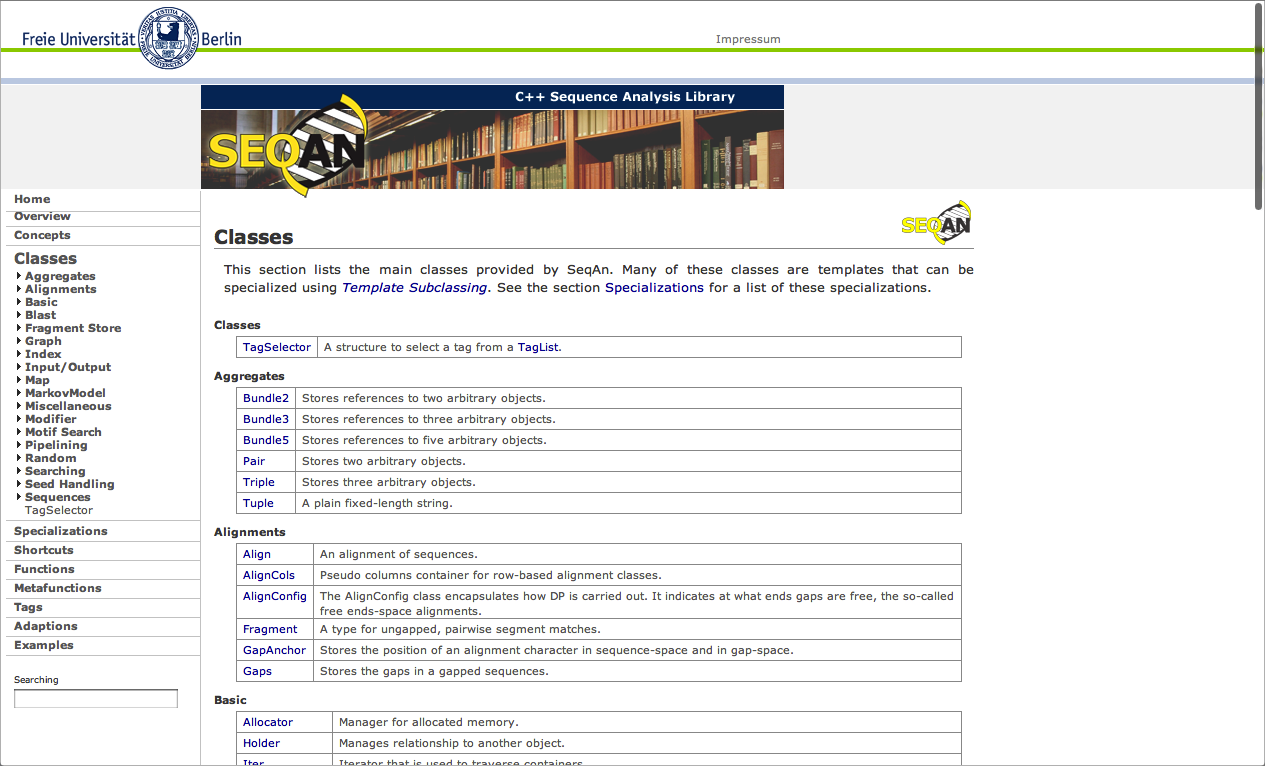 Freie Universität Berlin
Impressum
C++ Sequence Analysis Library
SEQAN
Home
Overview
Concepts
Classes
Aggregates
Alignments
Basic
Blast
Fragment Store
Graph
Index
Input/Output
Map
MarkovModel
Miscellaneous
Modifier
Motif Search
Pipelining
Random
Searching
Seed Handling
Sequences
TagSelector
Specializations
Shortcuts
Functions
Metafunctions
Tags
Adaptions
Examples
Searching
SEQAN
Classes
This section lists the main classes provided by SeqAn. Many of these classes are templates that can be
specialized using Template Subclassing. See the section Specializations for a list of these specializations.
Classes
TagSelector A structure to select a tag from a TagList.
Aggregates
Bundle2 Stores references to two arbitrary objects.
Bundle3 Stores references to three arbitrary objects.
Bundle5 Stores references to five arbitrary objects.
Pair Stores two arbitrary objects.
Triple Stores three arbitrary objects.
Tuple A plain fixed-length string.
Alignments
Align An alignment of sequences.
AlignCols Pseudo columns container for row-based alignment classes.
AlignConfig The AlignConfig class encapsulates how DP is carried out. It indicates at what ends gaps are free, the so-called
free ends-space alignments.
Fragment A type for ungapped, pairwise segment matches.
GapAnchor Stores the position of an alignment character in sequence-space and in gap-space.
Gaps Stores the gaps in a gapped sequences.
Basic
Allocator Manager for allocated memory.
Holder Manages relationship to another object.
Iter Iterator that is used to traverse containers.